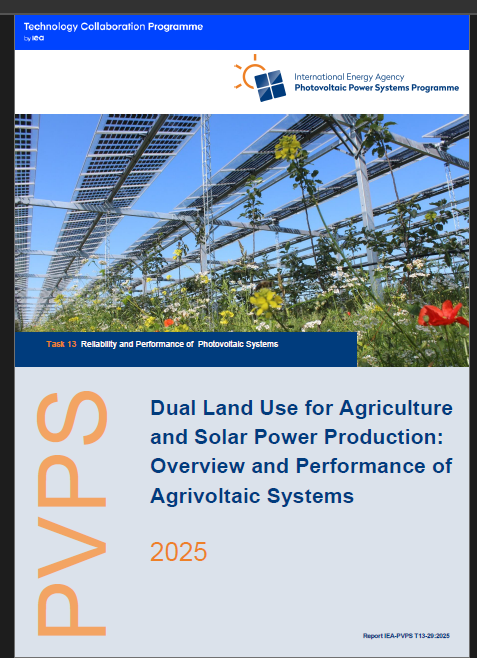 Technology Collaboration Programme
by iea
International Energy Agency
Photovoltaic Power Systems Programme
Task 13 Reliability and Performance of Photovoltaic Systems
PVPS
Dual Land Use for Agriculture
and Solar Power Production:
Overview and Performance of
Agrivoltaic Systems
2025
Report IEA-PVPS T13-29:2025